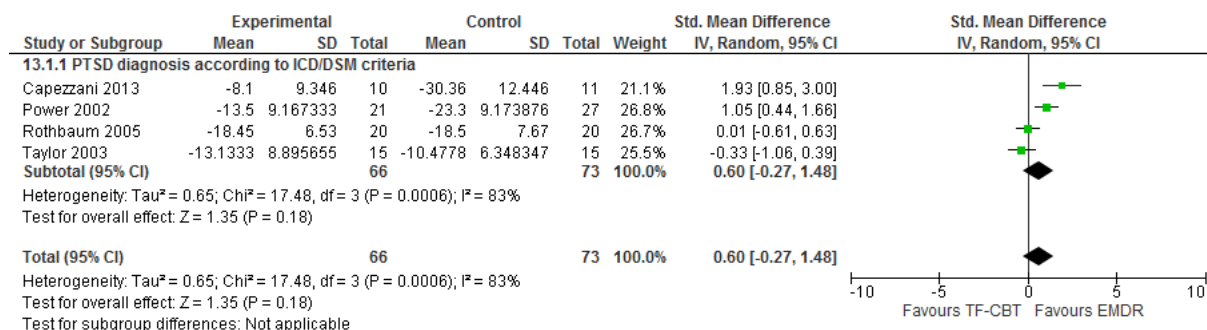 Experimental Control Std. Mean Difference Std. Mean Difference
Study or Subgroup Mean SD Total Mean SD Total Weight IV, Random, 95% CI IV, Random, 95% CI
13.1.1 PTSD diagnosis according to ICD/DSM criteria
Capezzani 2013 -8.1 9.346 10 -30.36 12.446 11 21.1% 1.93 [0.85, 3.00]
Power 2002 -13.5 9.167333 21 -23.3 9.173876 27 26.8% 1.05 [0.44, 1.66]
Rothbaum 2005 -18.45 6.53 20 -18.5 7.67 20 26.7% 0.01 [-0.61, 0.63]
Taylor 2003 -13.1333 8.895655 15 -10.4778 6.348347 15 25.5% -0.33 [-1.06, 0.39]
Subtotal (95% CI) 66 73 100.0% 0.60 [-0.27, 1.48]
Heterogeneity: Tau² = 0.65; Chi² = 17.48, df = 3 (P = 0.0006); I² = 83%
Test for overall effect: Z = 1.35 (P = 0.18)
Total (95% CI) 66 73 100.0% 0.60 [-0.27, 1.48]
Heterogeneity: Tau² = 0.65; Chi² = 17.48, df = 3 (P = 0.0006); I² = 83%
Test for overall effect: Z = 1.35 (P = 0.18)
Test for subgroup differences: Not applicable
-10 -5 0 5 10
Favours TF-CBT Favours EMDR